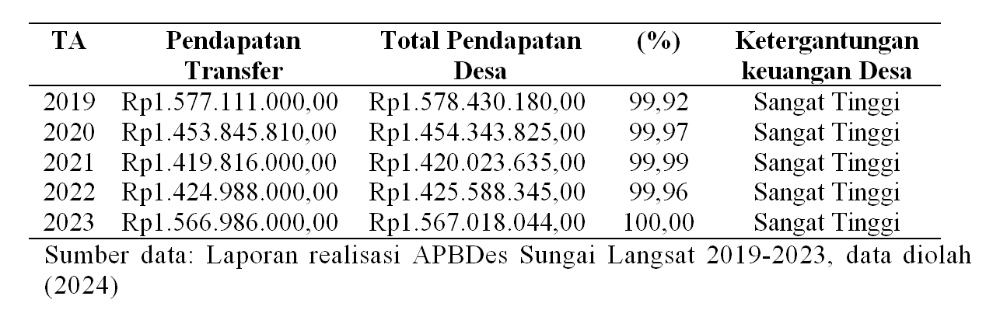 TA Pendapatan Transfer Total Pendapatan Desa (%) Ketergantungan keuangan Desa
2019 Rp1.577.111.000,00 Rp1.578.430.180,00 99,92 Sangat Tinggi
2020 Rp1.453.845.810,00 Rp1.454.343.825,00 99,97 Sangat Tinggi
2021 Rp1.419.816.000,00 Rp1.420.023.635,00 99,99 Sangat Tinggi
2022 Rp1.424.988.000,00 Rp1.425.588.345,00 99,96 Sangat Tinggi
2023 Rp1.566.986.000,00 Rp1.567.018.044,00 100,00 Sangat Tinggi
Sumber data: Laporan realisasi APBDes Sungai Langsat 2019-2023, data diolah
(2024)